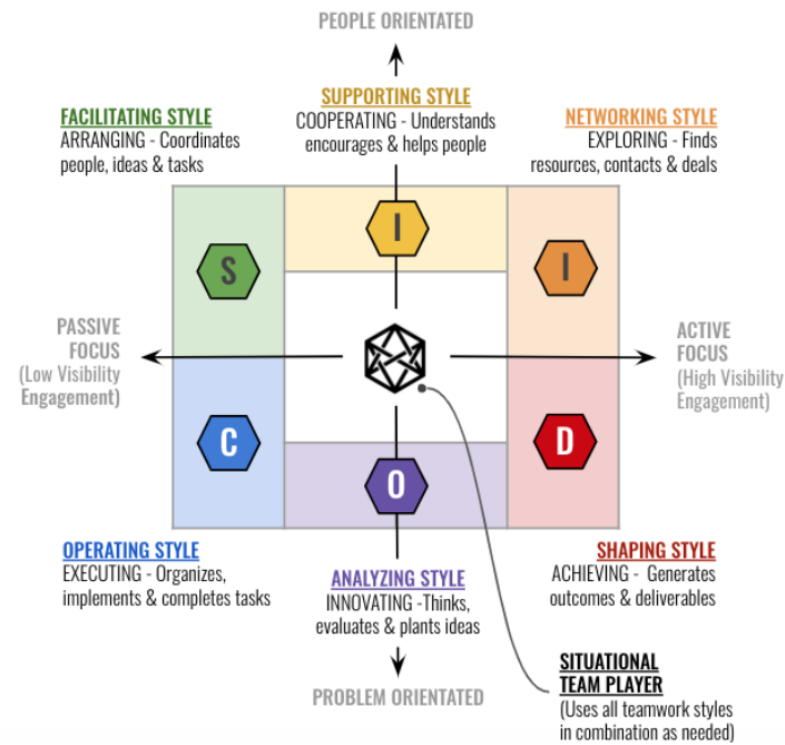 PEOPLE ORIENTATED
SUPPORTING STYLE
COOPERATING - Understands
encourages & helps people
FACILITATING STYLE
ARRANGING - Coordinates
people, ideas & tasks
NETWORKING STYLE
EXPLORING - Finds
resources, contacts & deals
I
S
I
PASSIVE
FOCUS
(Low Visibility
Engagement)
ACTIVE
FOCUS
(High Visibility
Engagement)
C
D
O
OPERATING STYLE
EXECUTING - Organizes,
implements & completes tasks
ANALYZING STYLE
INNOVATING -Thinks,
evaluates & plants ideas
SHAPING STYLE
ACHIEVING - Generates
outcomes & deliverables
PROBLEM ORIENTATED
SITUATIONAL
TEAM PLAYER
(Uses all teamwork styles
in combination as needed)